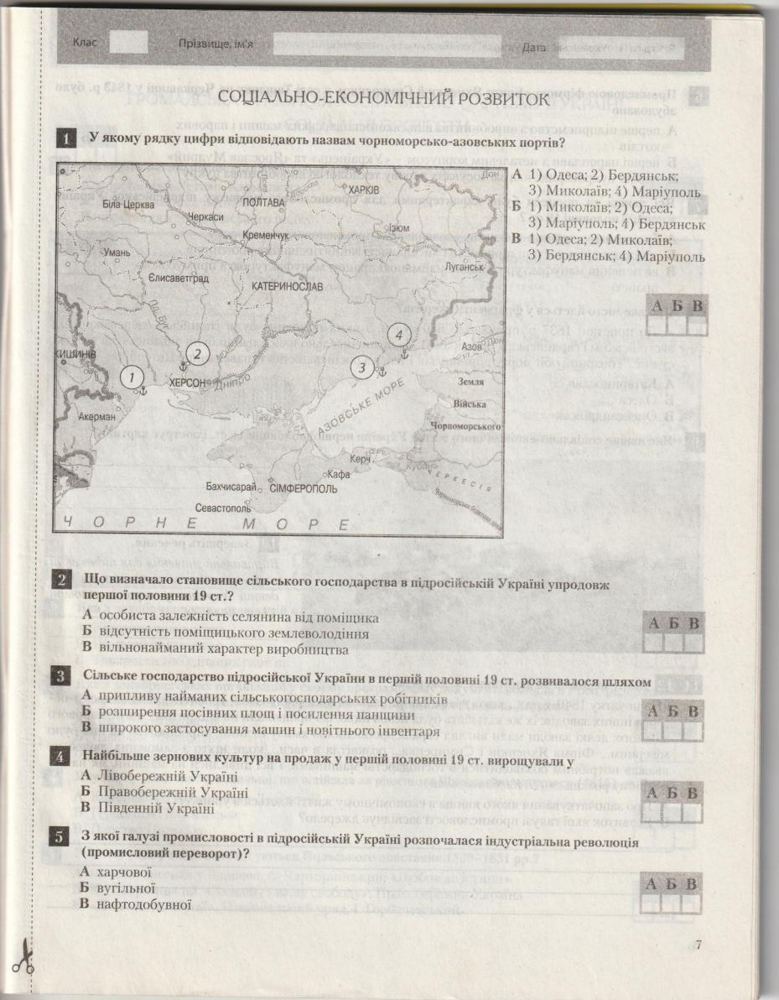 Клас
Прізвище, ім'я
Дата
СОЦІАЛЬНО-ЕКОНОМІЧНИЙ РОЗВИТОК
1 У якому рядку цифри відповідають назвам чорноморсько-азовських портів?
Дон
ХАРКІВ
Біла Церква
ПОЛТАВА
Черкаси
Ізюм
Кременчук
Умань
Луганськ
Єлисаветград
КАТЕРИНОСЛАВ
4
2
Азов
КИШИНІВ
3
1
ХЕРСОН
Дніпро
Земля
АЗОВСЬКЕ МОРЕ
Війська
Акерман
Чорноморського
Керч
Кафа
ЧЕРКЕСІЯ
Бахчисарай
СІМФЕРОПОЛЬ
Севастополь
ЧОРНЕ МОРЕ
А 1) Одеса; 2) Бердянськ;
3) Миколаїв; 4) Маріуполь
Б 1) Миколаїв; 2) Одеса;
3) Маріуполь; 4) Бердянськ
В 1) Одеса; 2) Миколаїв;
3) Бердянськ; 4) Маріуполь
А Б В
2 Що визначало становище сільського господарства в підросійській Україні упродовж
першої половини 19 ст.?
А особиста залежність селянина від поміщика
Б відсутність поміщицького землеволодіння
В вільнонайманий характер виробництва
А Б В
3 Сільське господарство підросійської України в першій половині 19 ст. розвивалося шляхом
А припливу найманих сільськогосподарських робітників
Б розширення посівних площ і посилення панщини
В широкого застосування машин і новітнього інвентаря
А Б В
4 Найбільше зернових культур на продаж у першій половині 19 ст. вирощували у
А Лівобережній Україні
Б Правобережній Україні
В Південній Україні
А Б В
5 З якої галузі промисловості в підросійській Україні розпочалася індустріальна революція
(промисловий переворот)?
А харчової
Б вугільної
В нафтодобувної
А Б В
7